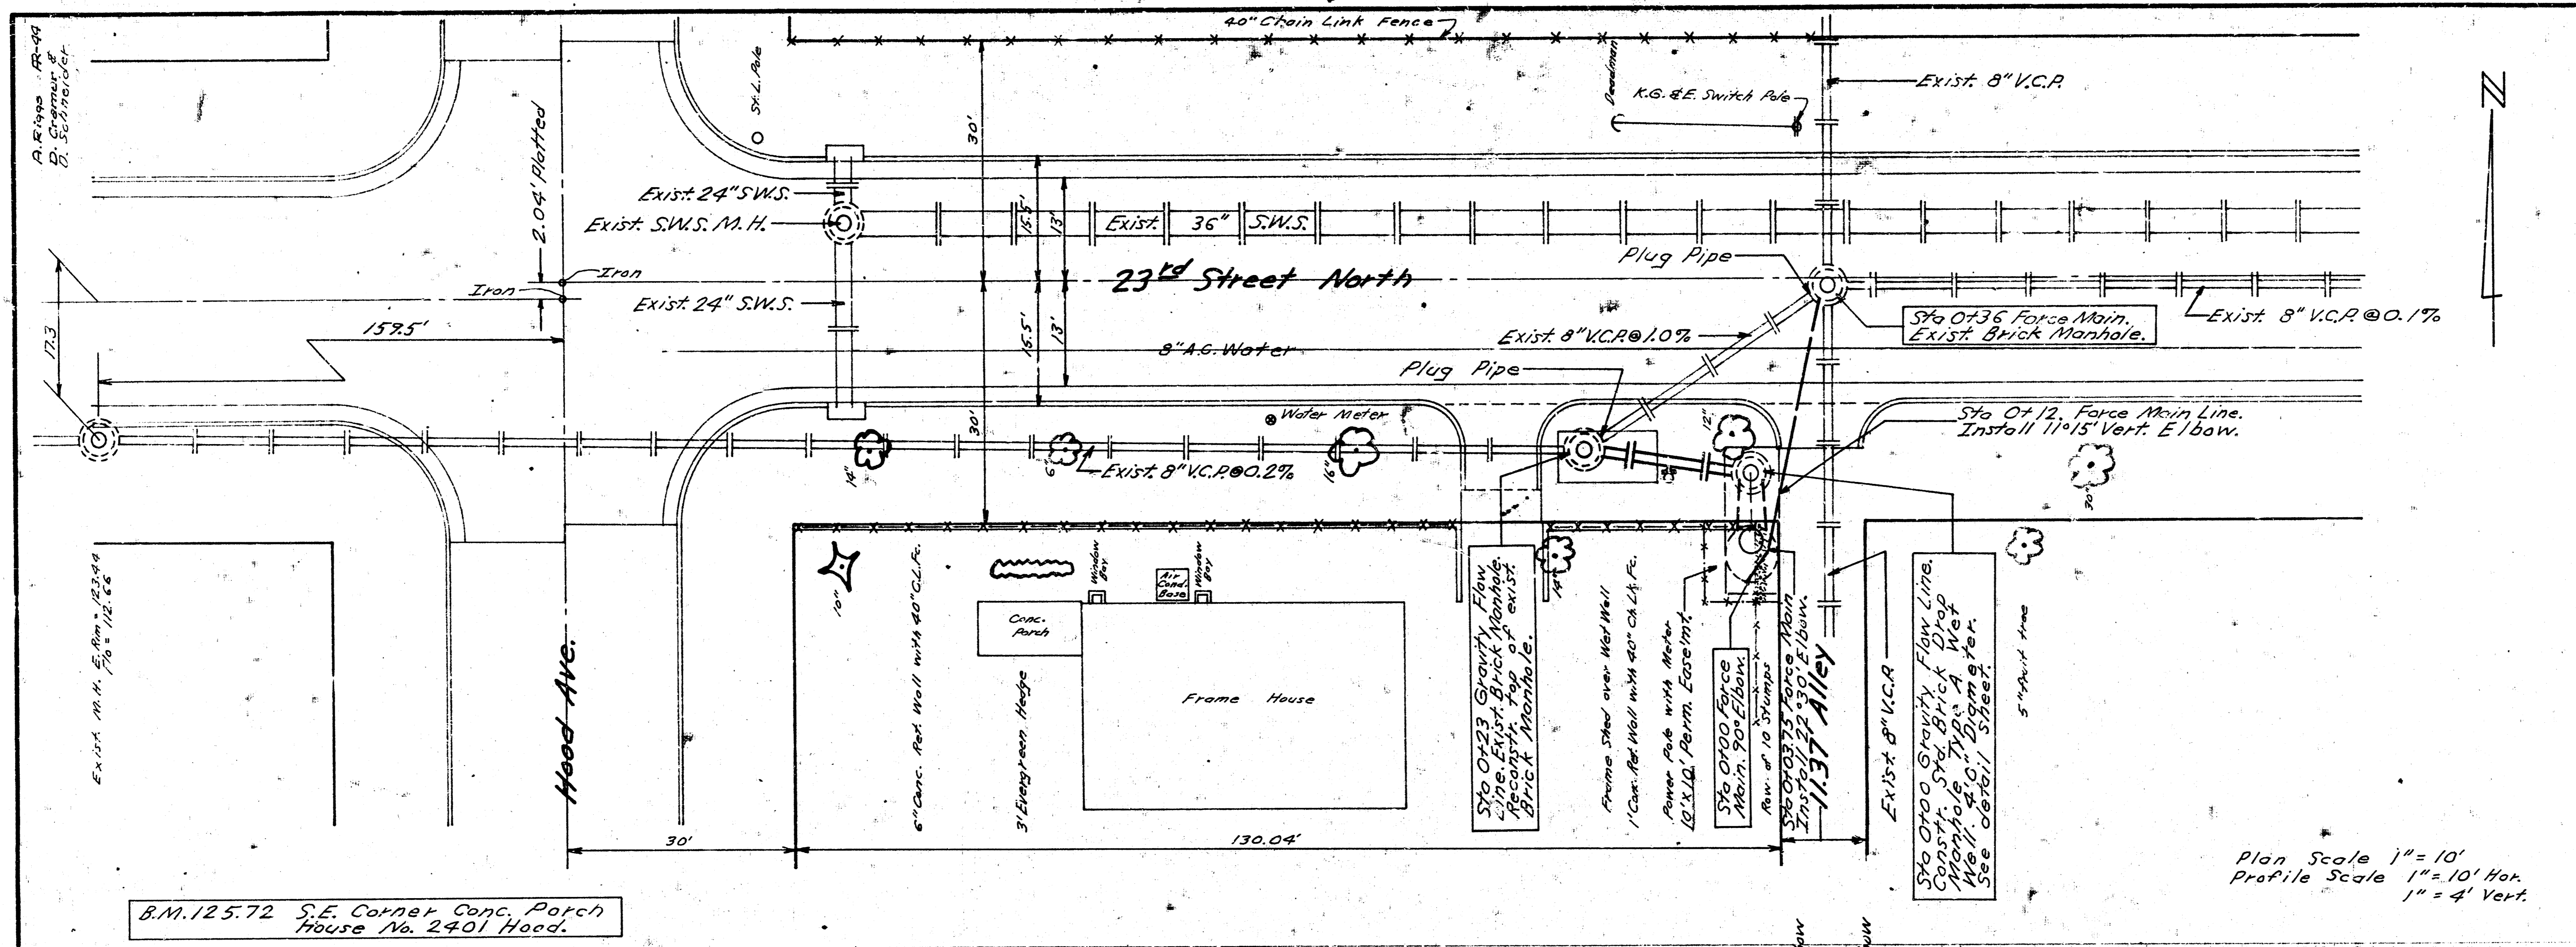 A. Riggs FR-44
D. Cramer &
D. Schneider
40" Chain Link Fence
St. L. Pole
30'
Deadman
K.G.&E. Switch Pole
Exist. 8" V.C.P.
N
2.04' Platted
Exist. 24" S.W.S.
Exist. S.W.S. M.H.
15.5'
13'
Exist. 36" S.W.S.
Plug Pipe
Iron
Iron
23rd Street North
Exist. 24" S.W.S.
17.3
159.5'
15.5'
13'
8" A.C. Water
Exist. 8" V.C.P. @ 1.0%
Sta 0+36 Force Main.
Exist. Brick Manhole.
Exist. 8" V.C.P. @ 0.1%
Plug Pipe
30'
Water Meter
12"
Sta 0+12. Force Main Line.
Install 11°15' Vert. Elbow.
14"
6"
Exist. 8" V.C.P. @ 0.2%
16"
30"
Exist. M.H. E. Rim = 123.44
Flo = 112.66
Hood Ave.
10"
6" Conc. Ret. Wall with 40" C.L.Fc.
3' Evergreen Hedge
Conc.
Porch
Window
Bay
Air
Cond.
Base
Window
Bay
Frame House
Sta 0+23 Gravity Flow
Line. Exist. Brick Manhole.
Reconstr. top of exist.
Brick Manhole.
14"
Frame Shed over Wet Well
1' Conc. Ret. Wall with 40" Ch. Lk. Fc.
Power Pole with Meter
10' X 10' Perm. Ease'mt.
Sta 0+00 Force
Main. 90° Elbow.
Row of 10 Stumps
Sta 0+03.75 Force Main
Install 22°30' Elbow.
11.37 Alley
Exist. 8" V.C.P.
Sta 0+00 Gravity Flow Line.
Constr. Std. Brick Drop
Manhole Type A Wet
Well. 4'0" Diameter.
See detail sheet.
5" Fruit tree
30'
130.04'
B.M. 125.72 S.E. Corner Conc. Porch
House No. 2401 Hood.
Plan Scale 1" = 10'
Profile Scale 1" = 10' Hor.
1" = 4' Vert.